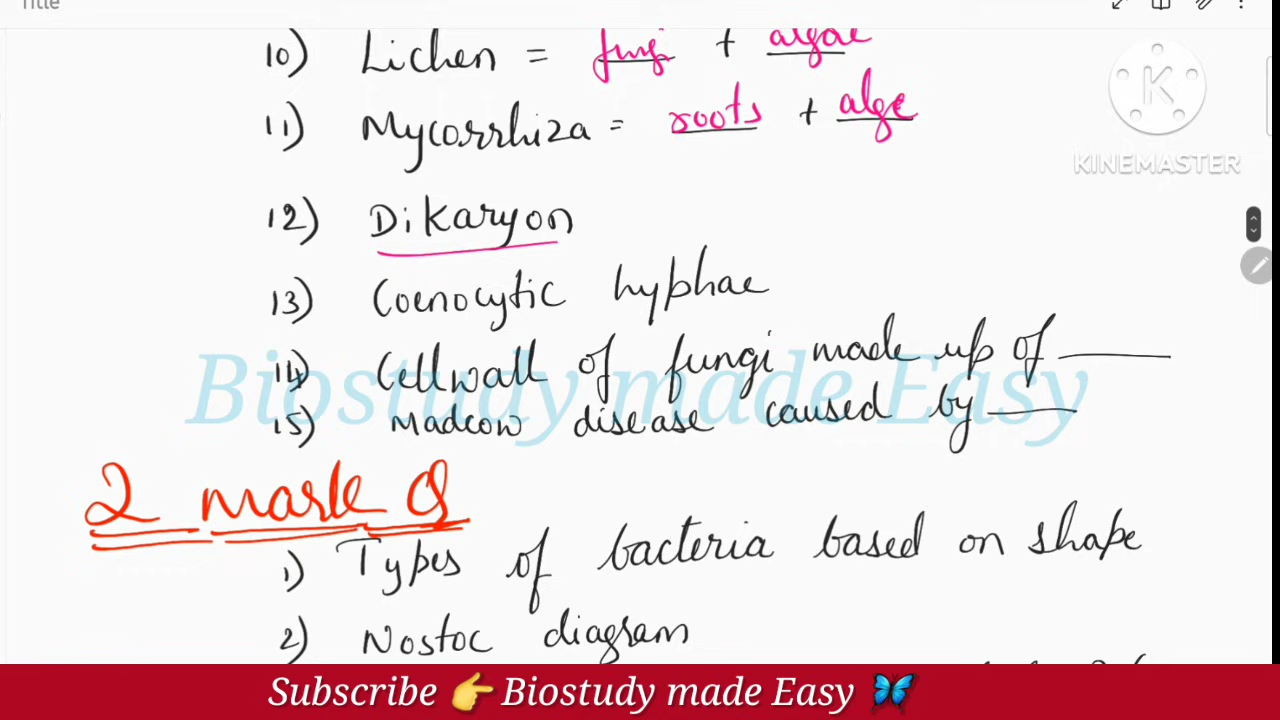 Title
10) Lichen = fungi + algae
KINEMASTER
11) Mycorrhiza = roots + alge
12) Dikaryon
13) Coenocytic hyphae
14) Cellwall of fungi made up of ______
Biostudy made Easy
15) Madcow disease caused by ______
2 mark Q
1) Types of bacteria based on shape
2) Nostoc diagram
Subscribe 👉 Biostudy made Easy 🦋